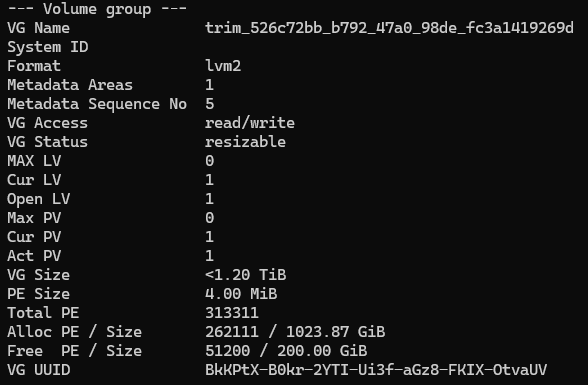 --- Volume group ---
VG Name trim_526c72bb_b792_47a0_98de_fc3a1419269d
System ID
Format lvm2
Metadata Areas 1
Metadata Sequence No 5
VG Access read/write
VG Status resizable
MAX LV 0
Cur LV 1
Open LV 1
Max PV 0
Cur PV 1
Act PV 1
VG Size <1.20 TiB
PE Size 4.00 MiB
Total PE 313311
Alloc PE / Size 262111 / 1023.87 GiB
Free  PE / Size 51200 / 200.00 GiB
VG UUID BkKPtX-B0kr-2YTI-Ui3f-aGz8-FKIX-OtvaUV